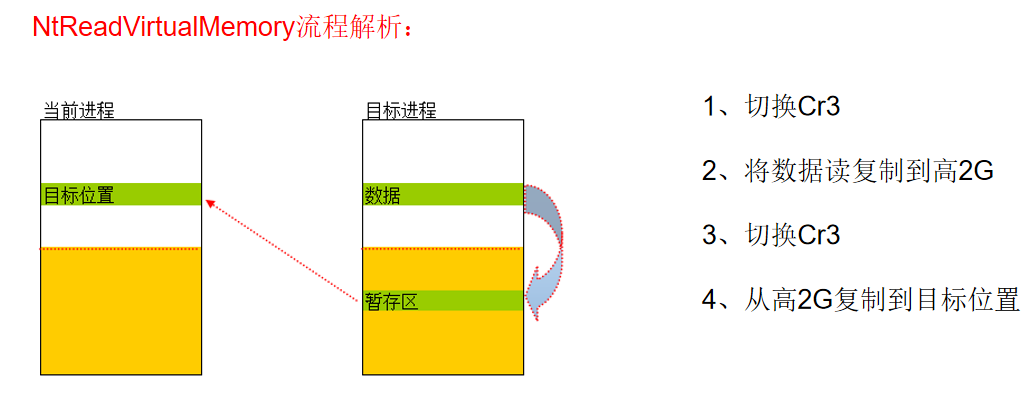 NtReadVirtualMemory流程解析：
当前进程
目标进程
目标位置
数据
暂存区
1、切换Cr3
2、将数据读复制到高2G
3、切换Cr3
4、从高2G复制到目标位置